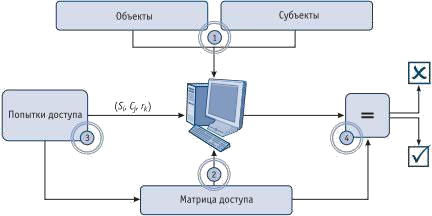 Объекты
Субъекты
1
(Si, Cj, rk)
Попытки доступа
3
=
4
2
Матрица доступа